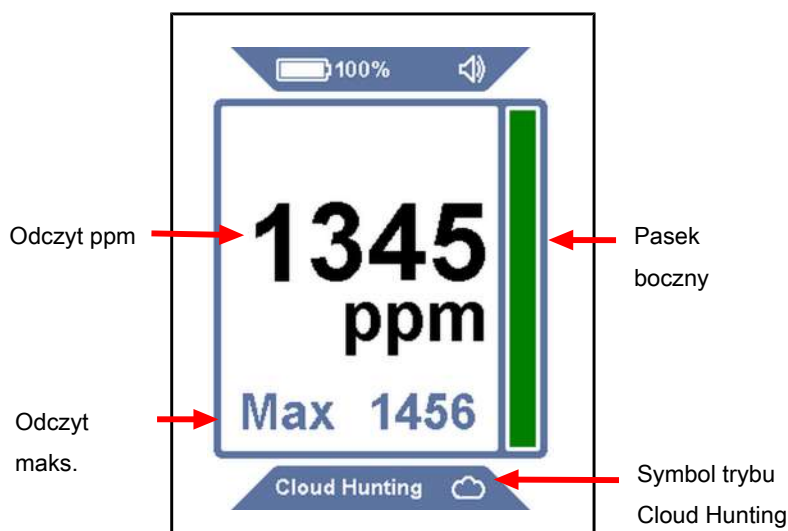 100%
Odczyt ppm
1345
ppm
Pasek
boczny
Odczyt
maks.
Max 1456
Cloud Hunting
Symbol trybu
Cloud Hunting